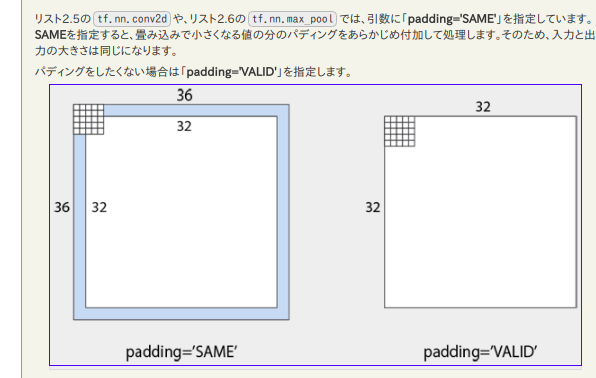 リスト2.5の tf.nn.conv2d や、リスト2.6の tf.nn.max_pool では、引数に「padding='SAME'」を指定しています。
SAMEを指定すると、畳み込みで小さくなる値の分のパディングをあらかじめ付加して処理します。そのため、入力と出
力の大きさは同じになります。
パディングをしたくない場合は「padding='VALID'」を指定します。
36
32
36
32
padding='SAME'
32
32
padding='VALID'